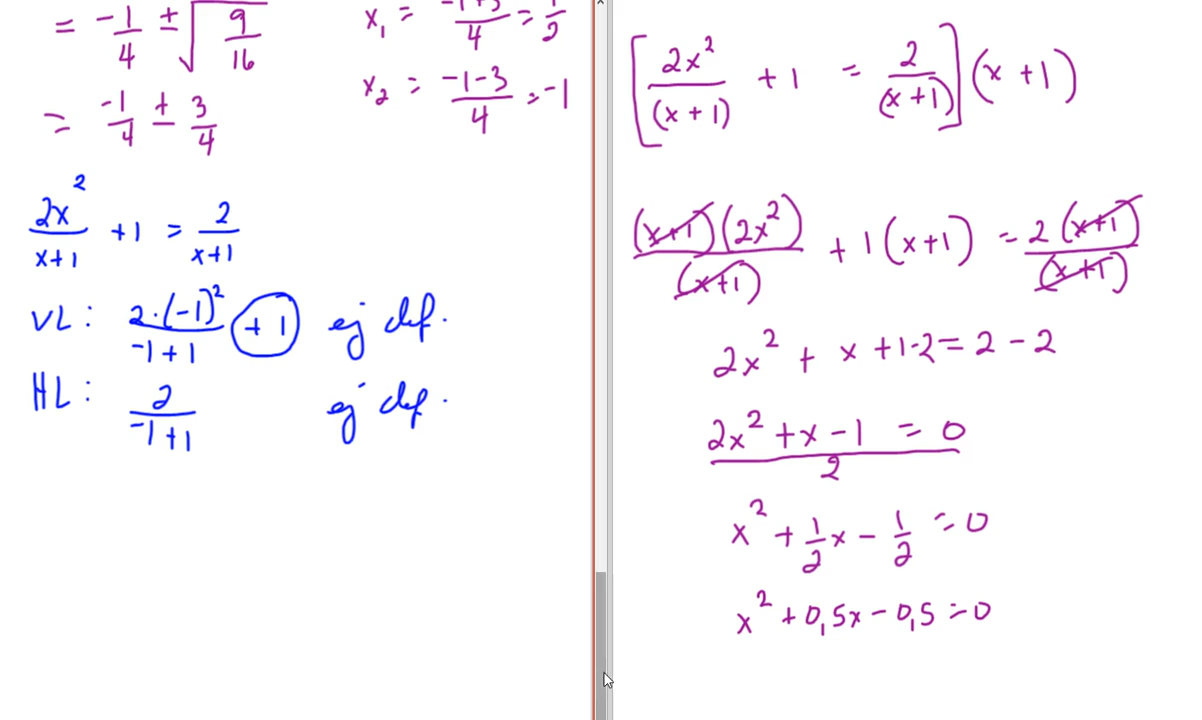 = -1/4 ± √(9/16)
x₁ = (-1+3)/4 = 1/2
= -1/4 ± 3/4
x₂ = (-1-3)/4 = -1
2x²/(x+1) +1 = 2/(x+1)
VL: (2·(-1)²)/(-1+1) +1 ej def.
HL: 2/(-1+1) ej def.
[2x²/(x+1) +1 = 2/(x+1)](x+1)
(x+1)(2x²)/(x+1) + 1(x+1) = 2(x+1)/(x+1)
2x² + x +1-2 = 2-2
(2x² +x -1 = 0)/2
x² + 1/2x - 1/2 = 0
x² + 0,5x - 0,5 = 0